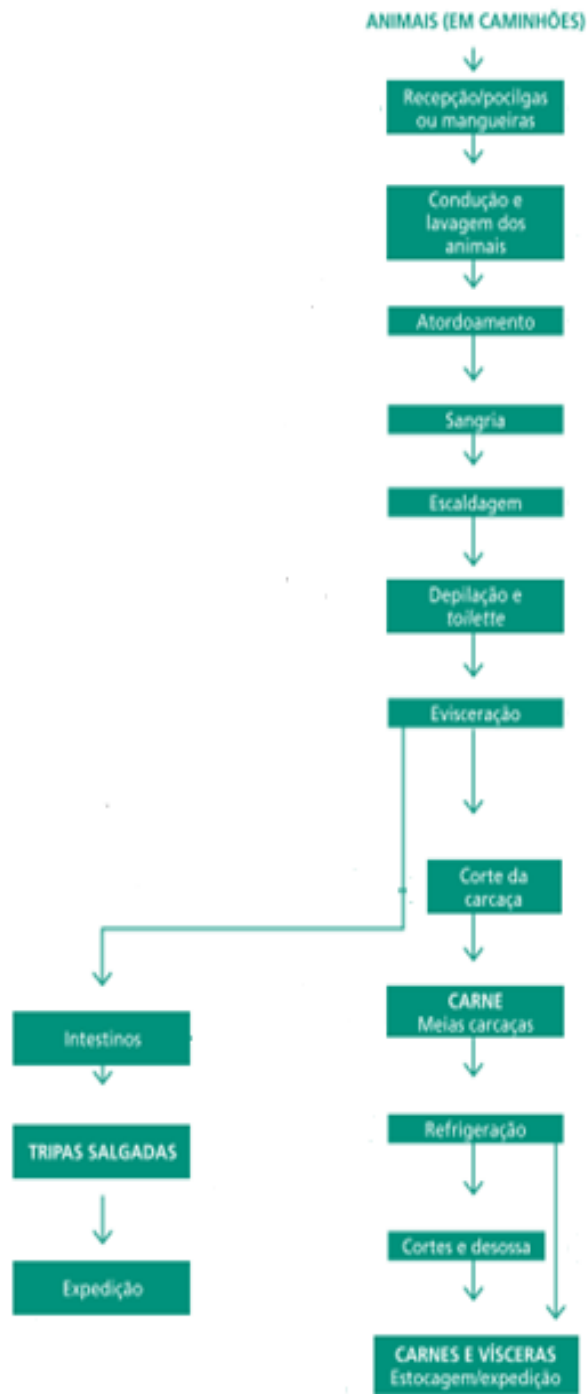 ANIMAIS (EM CAMINHÕES)
Recepção/pocilgas
ou mangueiras
Condução e
lavagem dos
animais
Atordoamento
Sangria
Escaldagem
Depilação e
toilette
Evisceração
Corte da
carcaça
CARNE
Meias carcaças
Refrigeração
Cortes e desossa
CARNES E VÍSCERAS
Estocagem/expedição
Intestinos
TRIPAS SALGADAS
Expedição